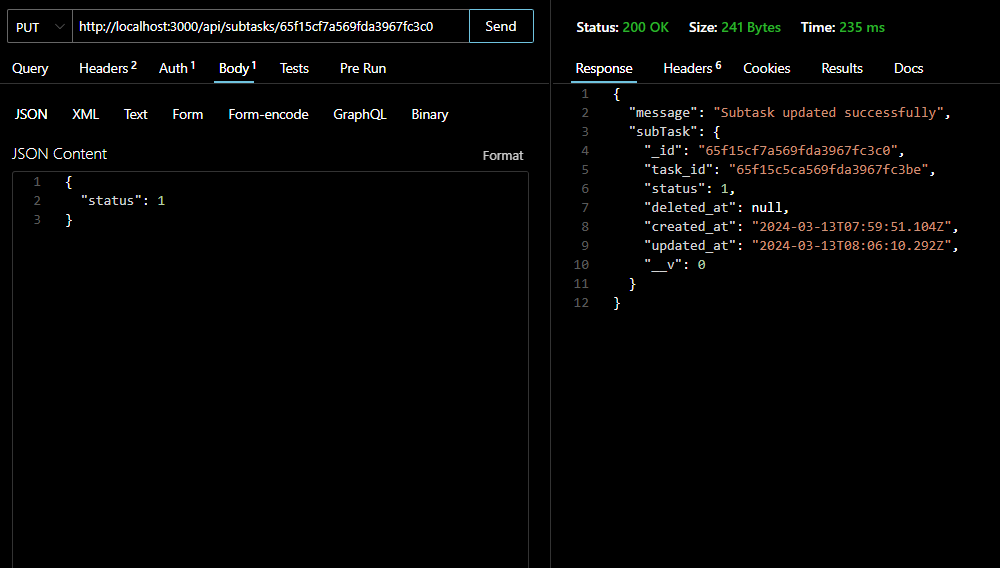 PUT http://localhost:3000/api/subtasks/65f15cf7a569fda3967fc3c0 Send
Query Headers 2 Auth 1 Body 1 Tests Pre Run
JSON XML Text Form Form-encode GraphQL Binary
JSON Content Format
1 {
2 "status": 1
3 }
Status: 200 OK Size: 241 Bytes Time: 235 ms
Response Headers 6 Cookies Results Docs
1 {
2 "message": "Subtask updated successfully",
3 "subTask": {
4 "_id": "65f15cf7a569fda3967fc3c0",
5 "task_id": "65f15c5ca569fda3967fc3be",
6 "status": 1,
7 "deleted_at": null,
8 "created_at": "2024-03-13T07:59:51.104Z",
9 "updated_at": "2024-03-13T08:06:10.292Z",
10 "__v": 0
11 }
12 }